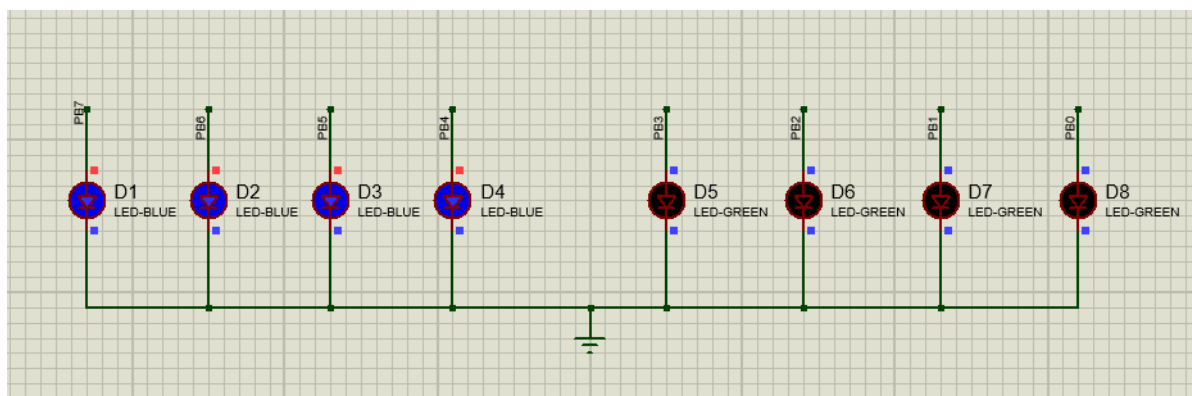 PB7
PB6
PB5
PB4
PB3
PB2
PB1
PB0
D1
LED-BLUE
D2
LED-BLUE
D3
LED-BLUE
D4
LED-BLUE
D5
LED-GREEN
D6
LED-GREEN
D7
LED-GREEN
D8
LED-GREEN